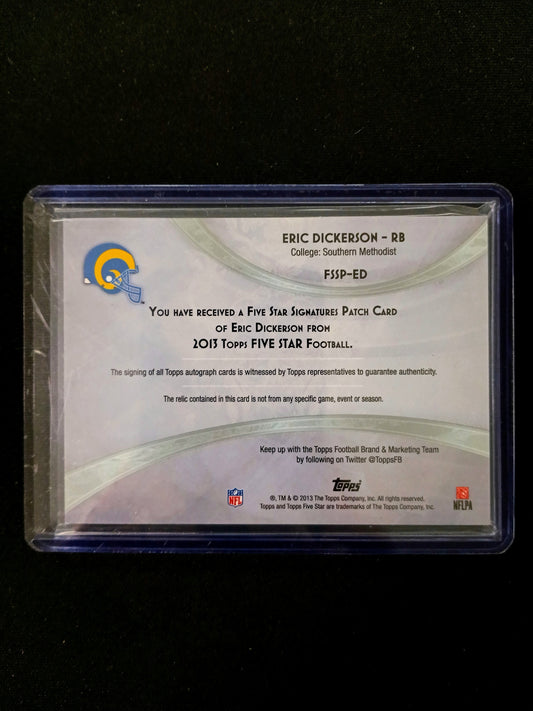 ERIC DICKERSON – RB
College: Southern Methodist
FSSP-ED
YOU HAVE RECEIVED A FIVE STAR SIGNATURES PATCH CARD
OF ERIC DICKERSON FROM
2013 TOPPS FIVE STAR FOOTBALL.
The signing of all Topps autograph cards is witnessed by Topps representatives to guarantee authenticity.
The relic contained in this card is not from any specific game, event or season.
Keep up with the Topps Football Brand & Marketing Team
by following on Twitter @ToppsFB
topps
NFL
®, TM & © 2013 The Topps Company, Inc. All rights reserved.
Topps and Topps Five Star are trademarks of The Topps Company, Inc.
NFLPA